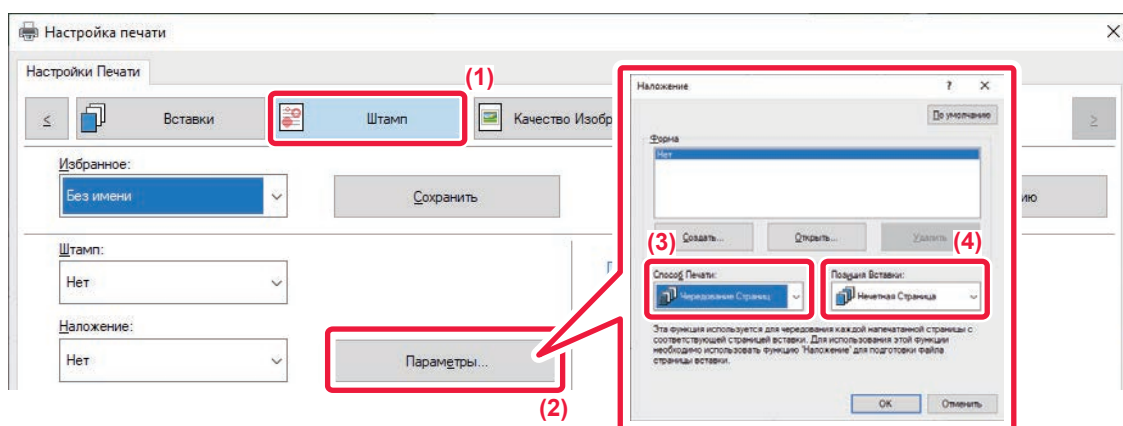 Настройка печати
Настройки Печати
(1)
<
Вставки
Штамп
Качество Изобр
>
Избранное:
Без имени
Сохранить
ию
Штамп:
Нет
Наложение:
Нет
Параметры...
(2)
Наложение
?
По умолчанию
Форма
Нет
Создать...
Открыть...
Удалить
(3)
(4)
Способ Печати:
Чередование Страниц
Позиция Вставки:
Нечетная Страница
Эта функция используется для чередования каждой напечатанной страницы с
соответствующей страницей вставки. Для использования этой функции
необходимо использовать функцию 'Наложение' для подготовки файла
страницы вставки.
OK
Отменить